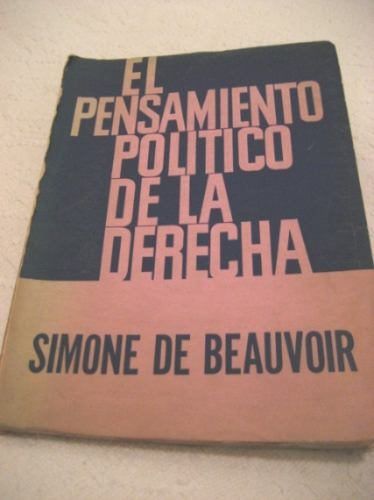 EL
PENSAMIENTO
POLITICO
DE LA
DERECHA
SIMONE DE BEAUVOIR